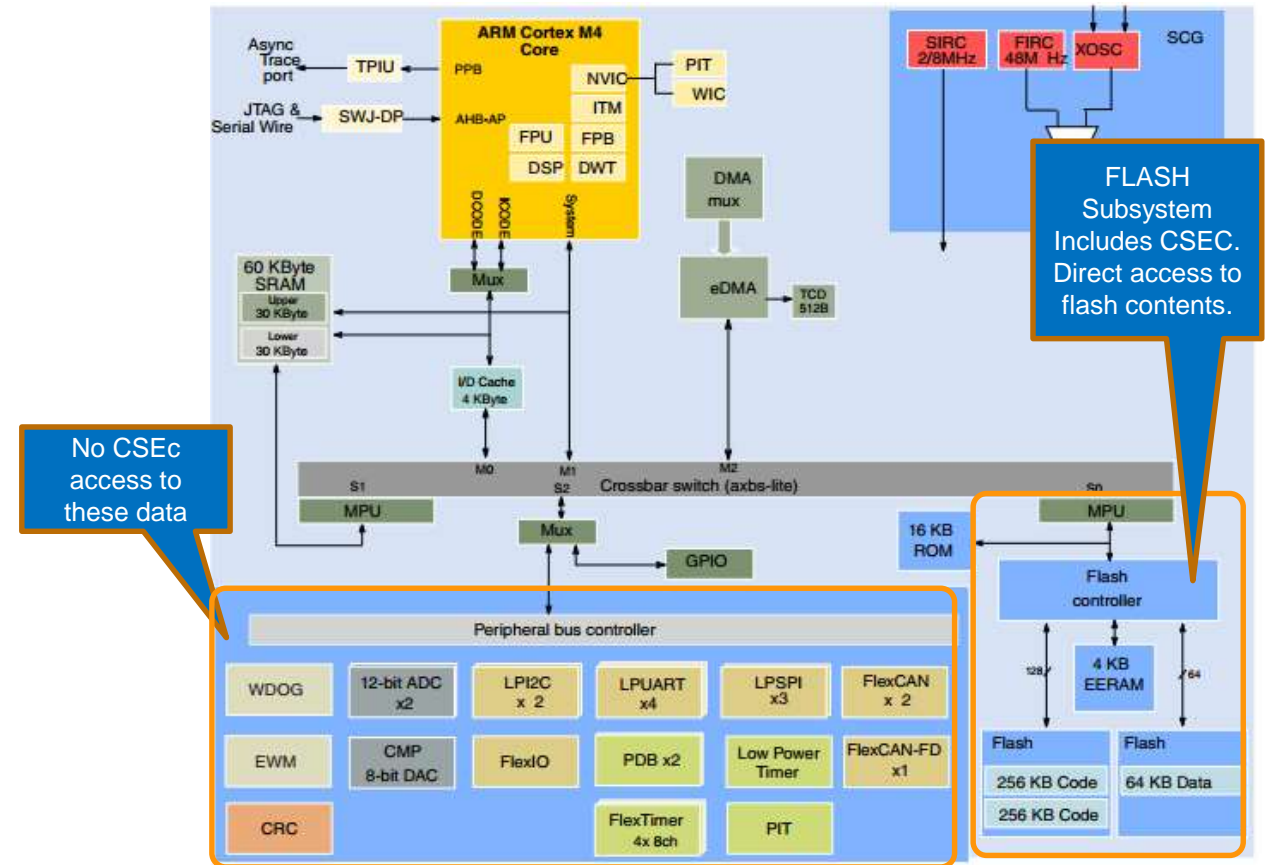 ARM Cortex M4
Core
Async
Trace
port
TPIU
PPB
NVIC
PIT
WIC
ITM
JTAG &
Serial Wire
SWJ-DP
AHB-AP
FPU
FPB
DSP
DWT
DCODE
ICODE
System
SIRC
2/8MHz
FIRC
48M Hz
XOSC
SCG
DMA
mux
FLASH
Subsystem
Includes CSEC.
Direct access to
flash contents.
60 KByte
SRAM
Upper
30 KByte
Lower
30 KByte
Mux
eDMA
TCD
512B
I/D Cache
4 KByte
No CSEc
access to
these data
M0
M1
M2
S1
S2
Crossbar switch (axbs-lite)
S0
MPU
MPU
Mux
GPIO
16 KB
ROM
Flash
controller
Peripheral bus controller
128
4 KB
EERAM
64
WDOG
12-bit ADC
x2
LPI2C
x 2
LPUART
x4
LPSPI
x3
FlexCAN
x 2
EWM
CMP
8-bit DAC
FlexIO
PDB x2
Low Power
Timer
FlexCAN-FD
x1
CRC
FlexTimer
4x 8ch
PIT
Flash
256 KB Code
256 KB Code
Flash
64 KB Data